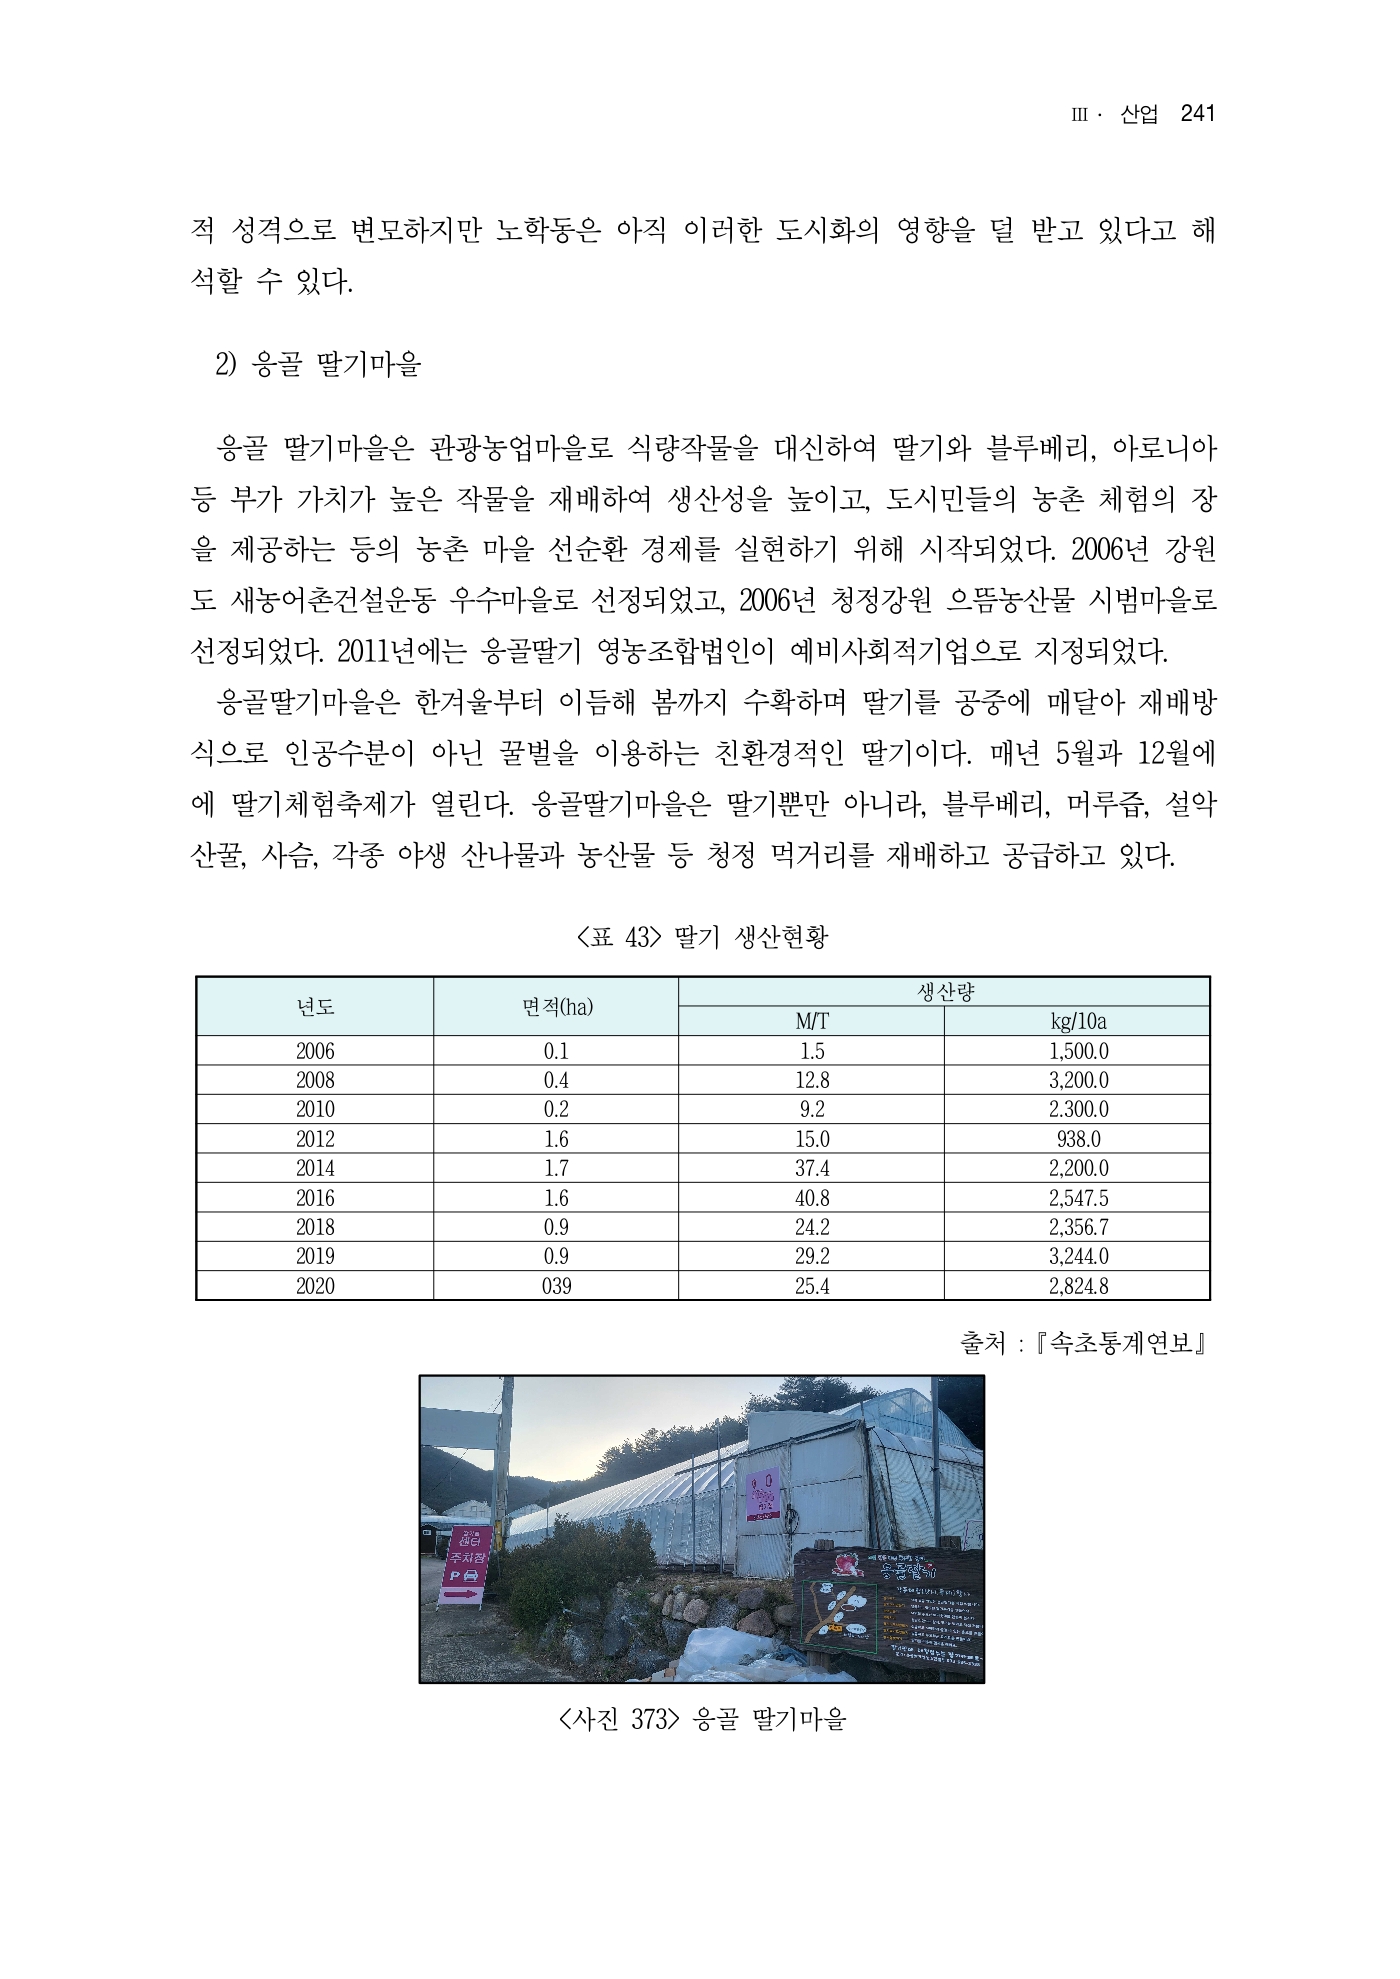 Ⅲ · 산업 241
적 성격으로 변모하지만 노학동은 아직 이러한 도시화의 영향을 덜 받고 있다고 해
석할 수 있다.
2) 응골 딸기마을
응골 딸기마을은 관광농업마을로 식량작물을 대신하여 딸기와 블루베리, 아로니아
등 부가 가치가 높은 작물을 재배하여 생산성을 높이고, 도시민들의 농촌 체험의 장
을 제공하는 등의 농촌 마을 선순환 경제를 실현하기 위해 시작되었다. 2006년 강원
도 새농어촌건설운동 우수마을로 선정되었고, 2006년 청정강원 으뜸농산물 시범마을로
선정되었다. 2011년에는 응골딸기 영농조합법인이 예비사회적기업으로 지정되었다.
응골딸기마을은 한겨울부터 이듬해 봄까지 수확하며 딸기를 공중에 매달아 재배방
식으로 인공수분이 아닌 꿀벌을 이용하는 친환경적인 딸기이다. 매년 5월과 12월에
에 딸기체험축제가 열린다. 응골딸기마을은 딸기뿐만 아니라, 블루베리, 머루즙, 설악
산꿀, 사슴, 각종 야생 산나물과 농산물 등 청정 먹거리를 재배하고 공급하고 있다.
<표 43> 딸기 생산현황
년도 면적(ha) 생산량
M/T kg/10a
2006 0.1 1.5 1,500.0
2008 0.4 12.8 3,200.0
2010 0.2 9.2 2.300.0
2012 1.6 15.0 938.0
2014 1.7 37.4 2,200.0
2016 1.6 40.8 2,547.5
2018 0.9 24.2 2,356.7
2019 0.9 29.2 3,244.0
2020 039 25.4 2,824.8
출처 : 『속초통계연보』
센터
주차장
P
응골딸기
<사진 373> 응골 딸기마을